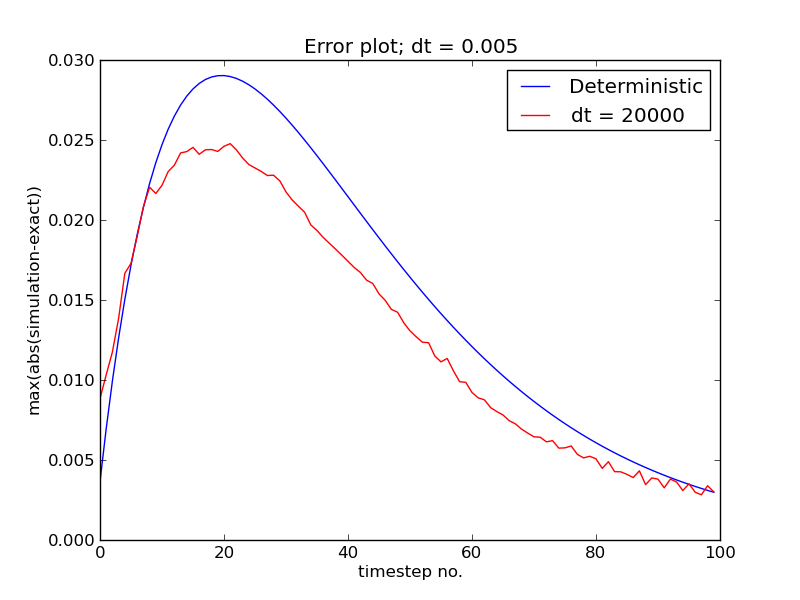 Error plot; dt = 0.005
max(abs(simulation-exact))
0.030
0.025
0.020
0.015
0.010
0.005
0.000
Deterministic
dt = 20000
0 20 40 60 80 100
timestep no.